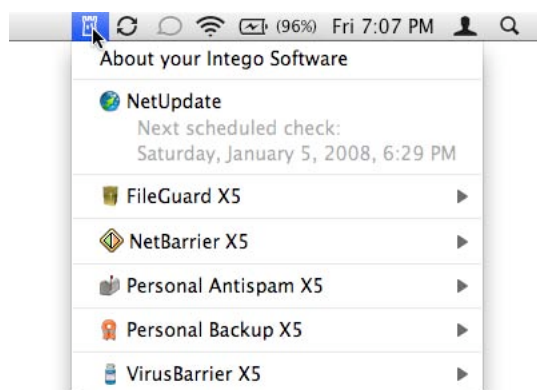 (96%) Fri 7:07 PM
About your Intego Software
NetUpdate
Next scheduled check:
Saturday, January 5, 2008, 6:29 PM
FileGuard X5
NetBarrier X5
Personal Antispam X5
Personal Backup X5
VirusBarrier X5